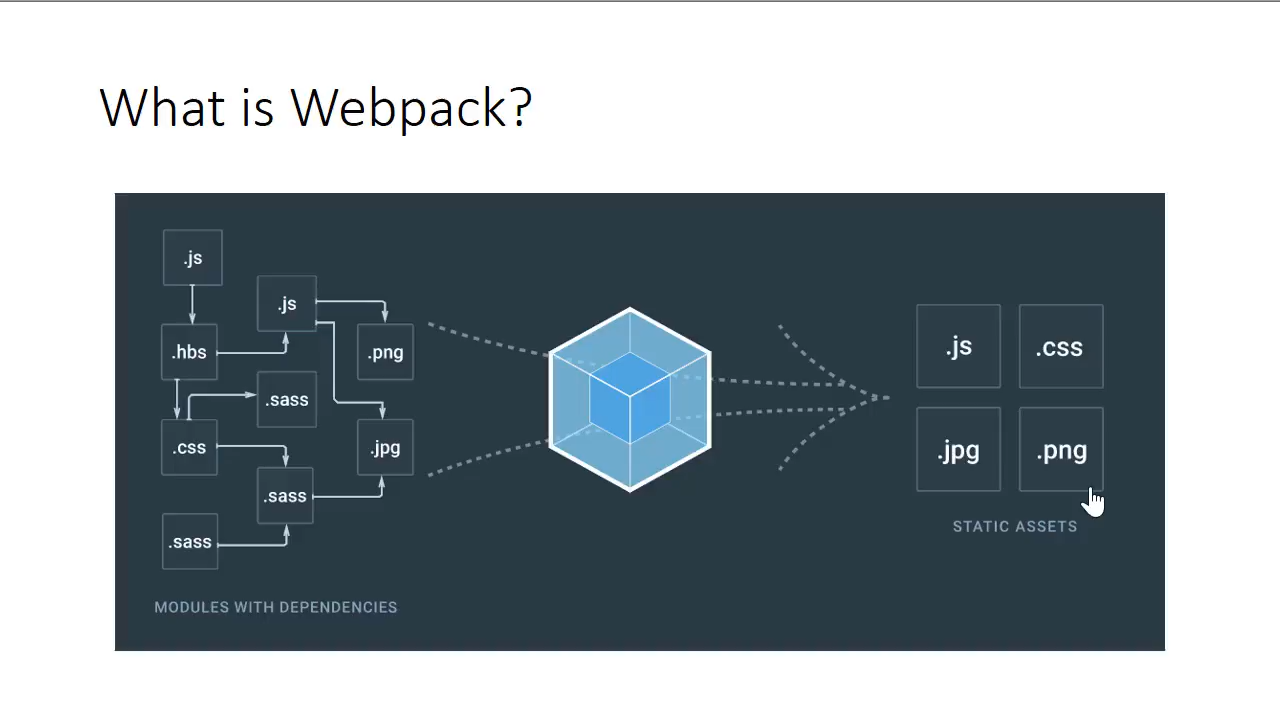 What is Webpack?
.js
.js
.hbs
.png
.sass
.css
.jpg
.sass
.sass
MODULES WITH DEPENDENCIES
.js
.css
.jpg
.png
STATIC ASSETS